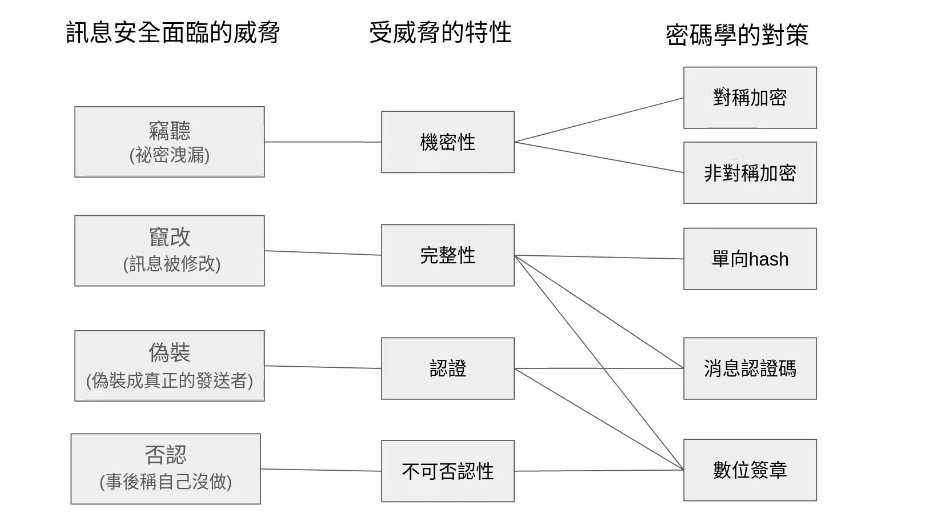 訊息安全面臨的威脅
受威脅的特性
密碼學的對策
竊聽
(祕密洩漏)
機密性
對稱加密
非對稱加密
竄改
(訊息被修改)
完整性
單向hash
偽裝
(偽裝成真正的發送者)
認證
消息認證碼
否認
(事後稱自己沒做)
不可否認性
數位簽章